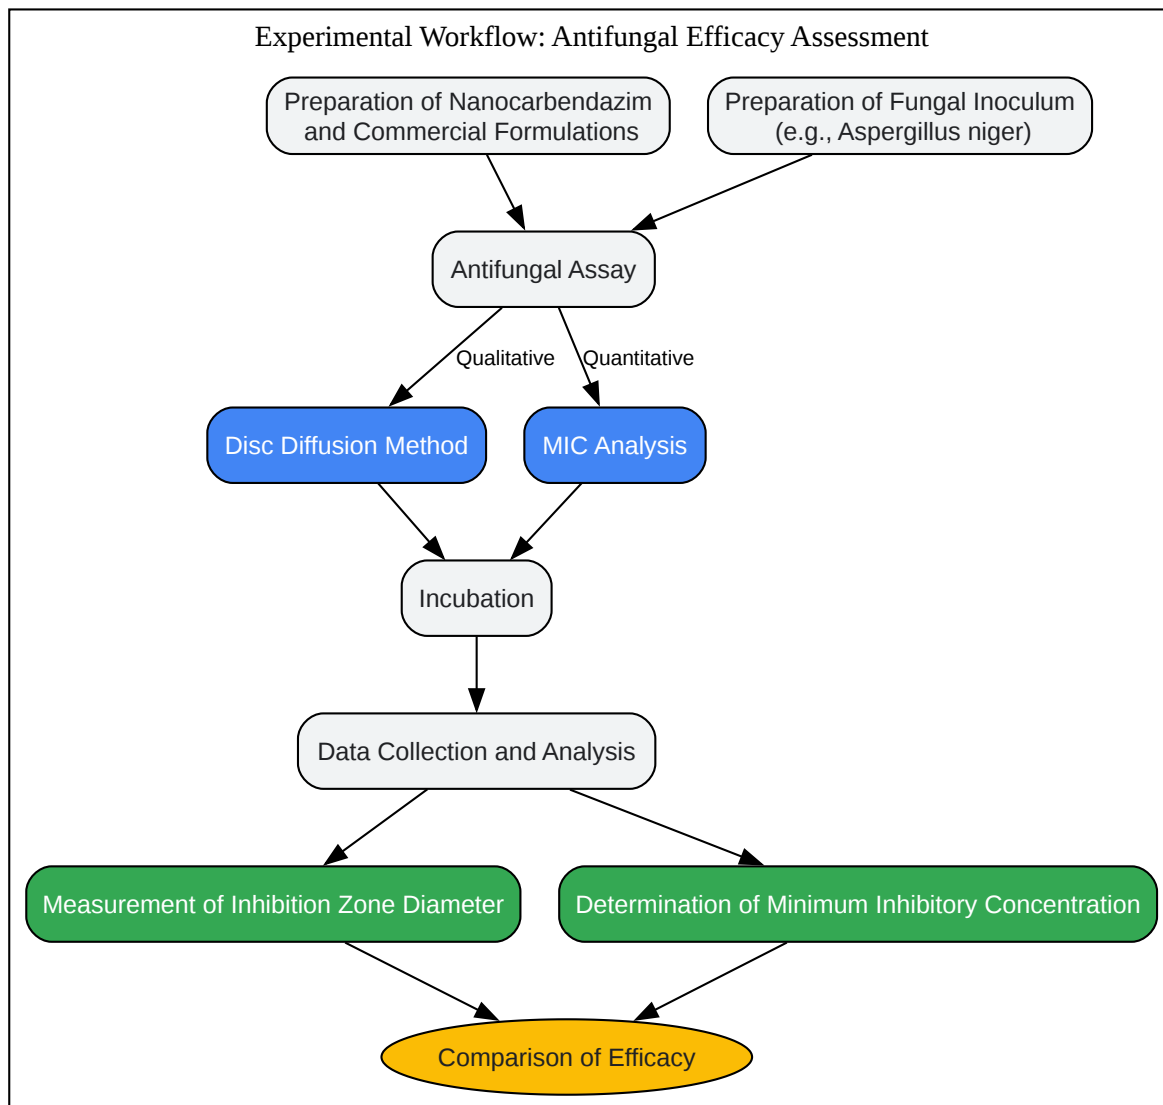 Experimental Workflow: Antifungal Efficacy Assessment
Preparation of Nanocarbendazim
and Commercial Formulations
Preparation of Fungal Inoculum
(e.g., Aspergillus niger)
Antifungal Assay
Qualitative
Quantitative
Disc Diffusion Method
MIC Analysis
Incubation
Data Collection and Analysis
Measurement of Inhibition Zone Diameter
Determination of Minimum Inhibitory Concentration
Comparison of Efficacy